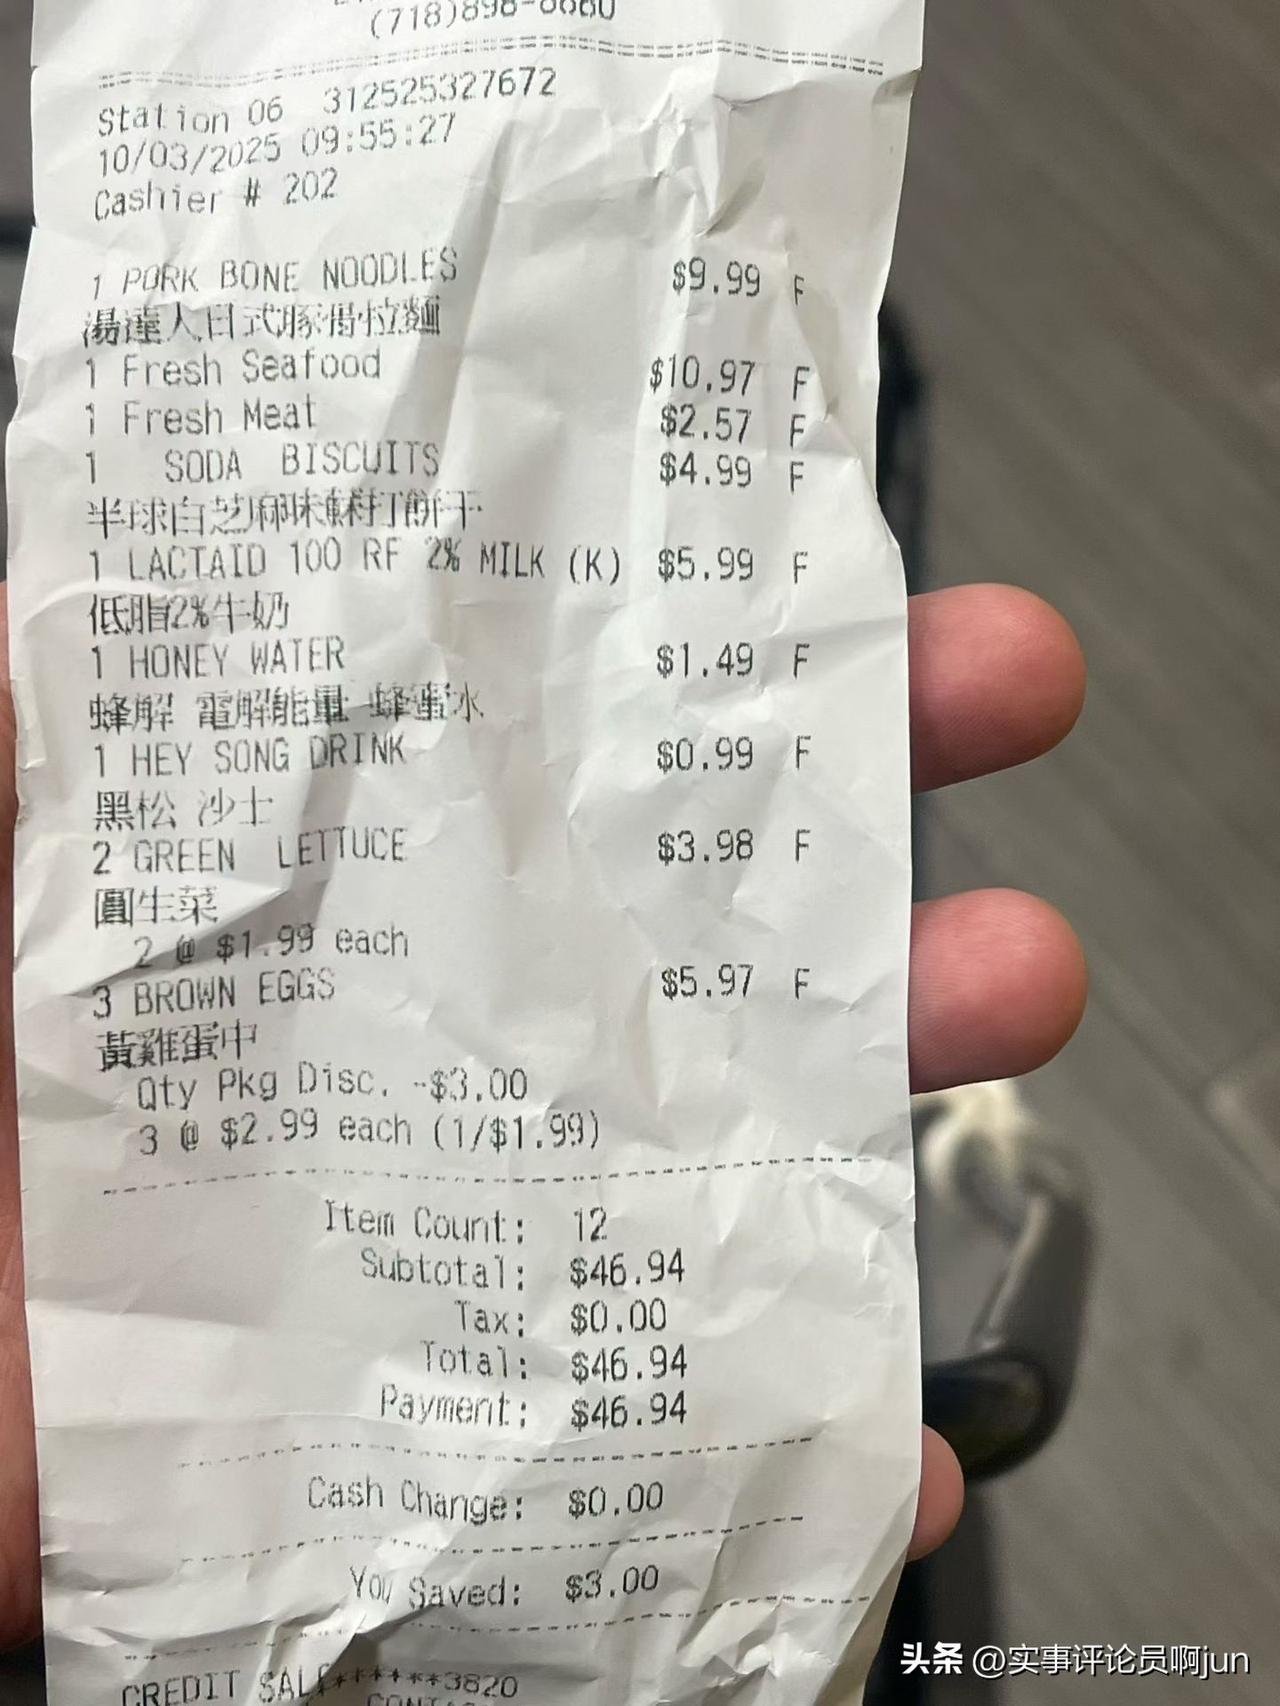 (718)898-8880
Station 06 312525327672
10/03/2025 09:55:27
Cashier # 202
1 PORK BONE NOODLES $9.99 F
湯達人日式豚骨拉麵
1 Fresh Seafood $10.97 F
1 Fresh Meat $2.57 F
1 SODA BISCUITS $4.99 F
半球白芝麻味蘇打餅干
1 LACTAID 100 RF 2% MILK (K) $5.99 F
低脂2%牛奶
1 HONEY WATER $1.49 F
蜂解 電解能量 蜂蜜水
1 HEY SONG DRINK $0.99 F
黑松 沙士
2 GREEN LETTUCE $3.98 F
圓生菜
2 @ $1.99 each
3 BROWN EGGS $5.97 F
黃雞蛋中
Qty Pkg Disc. -$3.00
3 @ $2.99 each (1/$1.99)
Item Count: 12
Subtotal: $46.94
Tax: $0.00
Total: $46.94
Payment: $46.94
Cash Change: $0.00
You Saved: $3.00
CREDIT SALE*******3820
头条 @实事评论员啊jun